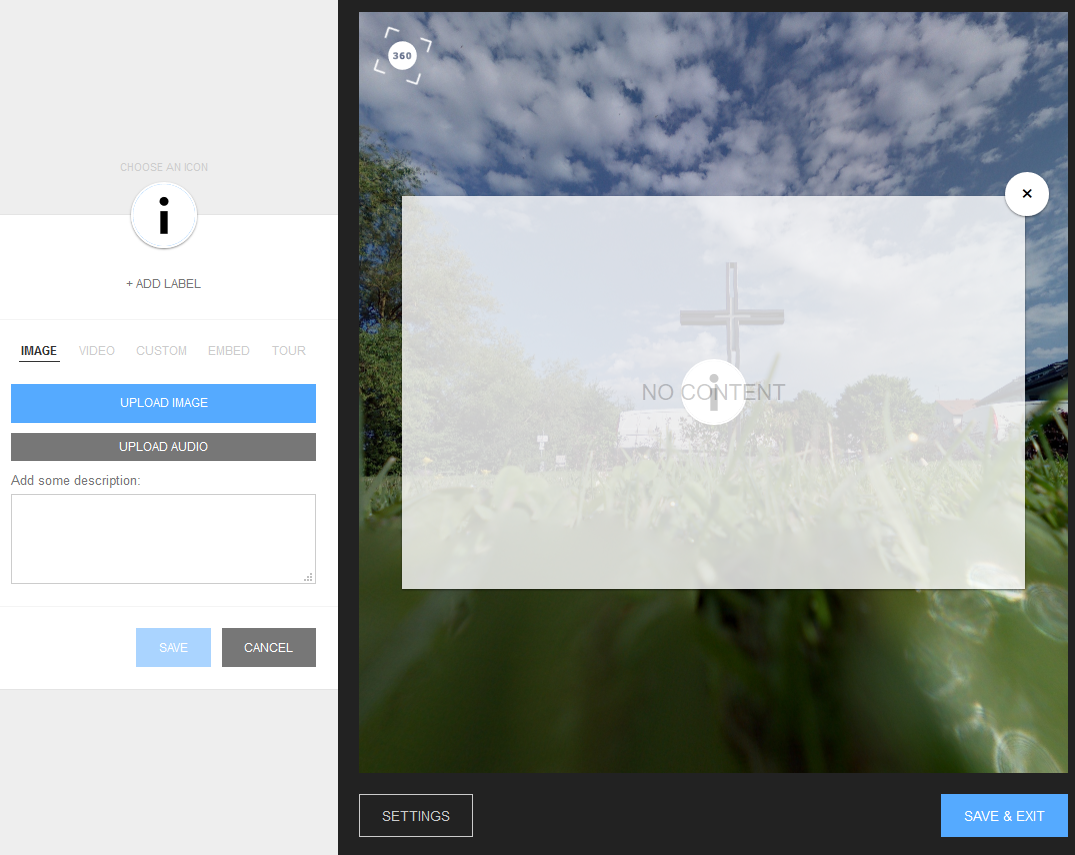 CHOOSE AN ICON
+ ADD LABEL
IMAGE VIDEO CUSTOM EMBED TOUR
UPLOAD IMAGE
UPLOAD AUDIO
Add some description:
SAVE CANCEL
360
NO CONTENT
SETTINGS
SAVE & EXIT